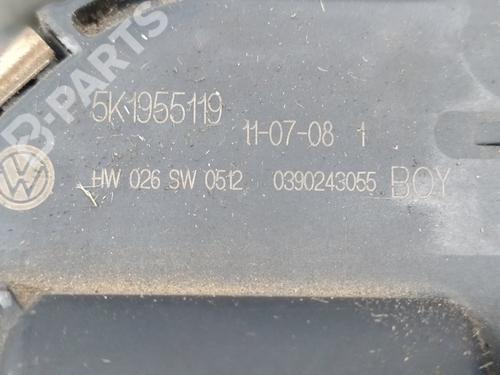 5K1955119
11-07-08 1
HW 026 SW 0512 0390243055 BOY
B-PARTS